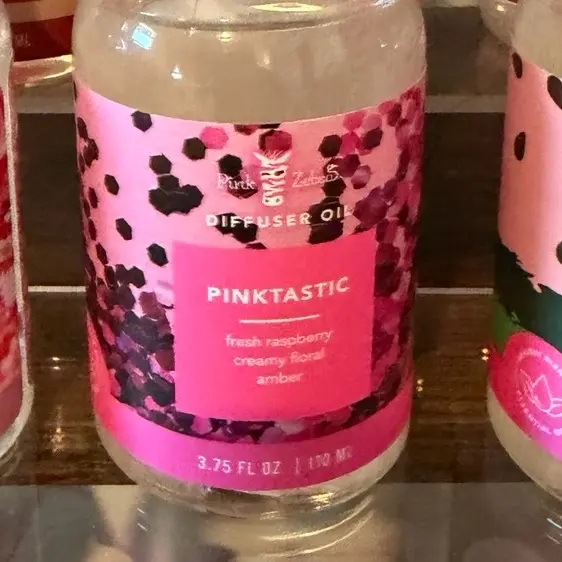 Pink Zebra
DIFFUSER OIL
PINKTASTIC
fresh raspberry
creamy floral
amber
3.75 FL OZ | 110 ML